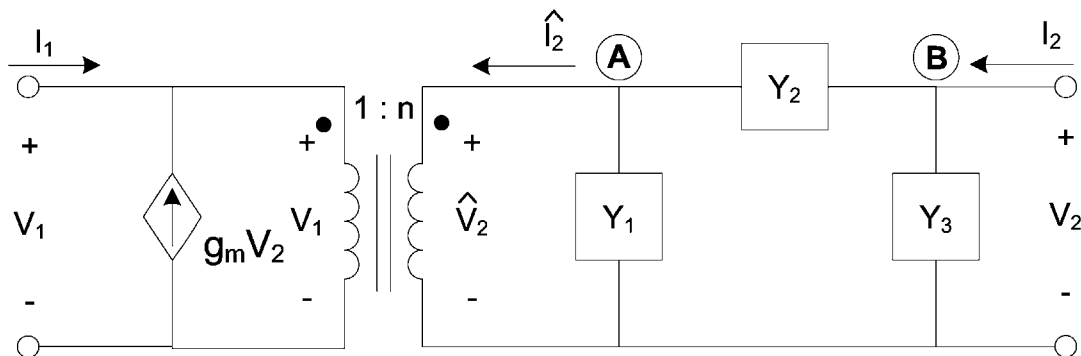 I₁
Î₂
A
B
I₂
1 : n
Y₂
+
+
+
+
V₁
gₘV₂
V₁
V̂₂
Y₁
Y₃
V₂
-
-
-
-